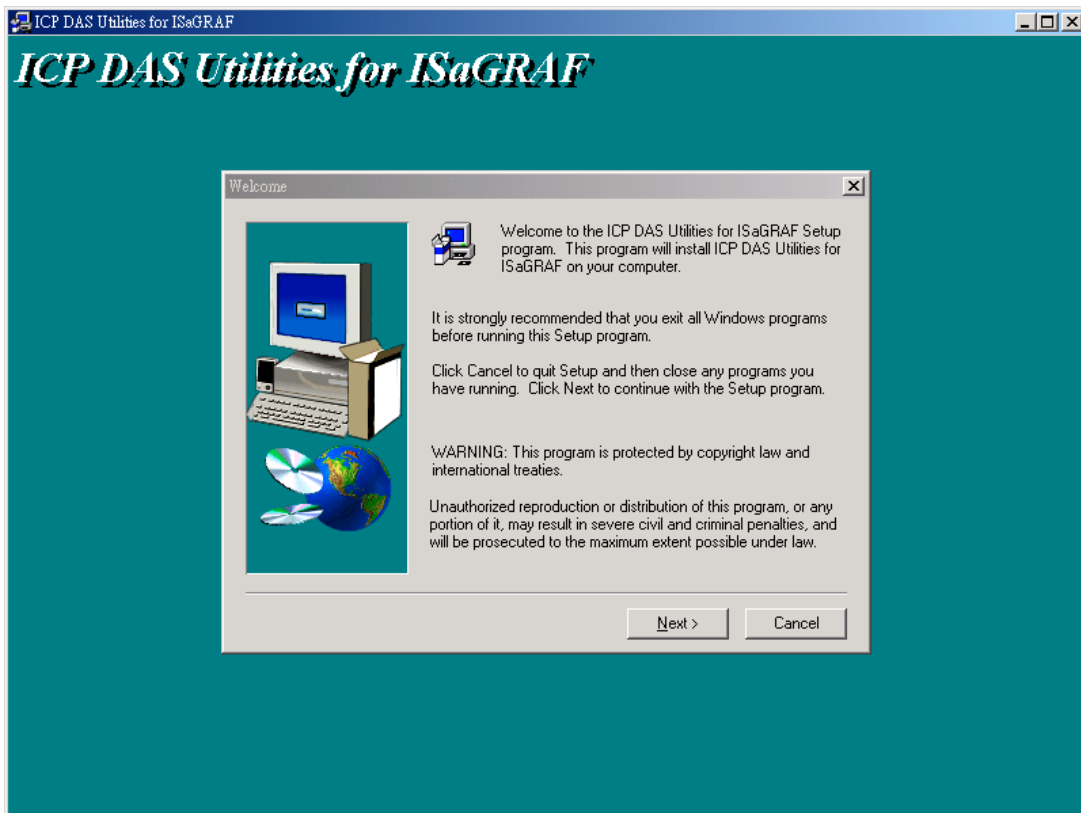 ICP DAS Utilities for ISaGRAF
ICP DAS Utilities for ISaGRAF
Welcome
Welcome to the ICP DAS Utilities for ISaGRAF Setup
program. This program will install ICP DAS Utilities for
ISaGRAF on your computer.
It is strongly recommended that you exit all Windows programs
before running this Setup program.
Click Cancel to quit Setup and then close any programs you
have running. Click Next to continue with the Setup program.
WARNING: This program is protected by copyright law and
international treaties.
Unauthorized reproduction or distribution of this program, or any
portion of it, may result in severe civil and criminal penalties, and
will be prosecuted to the maximum extent possible under law.
Next >
Cancel